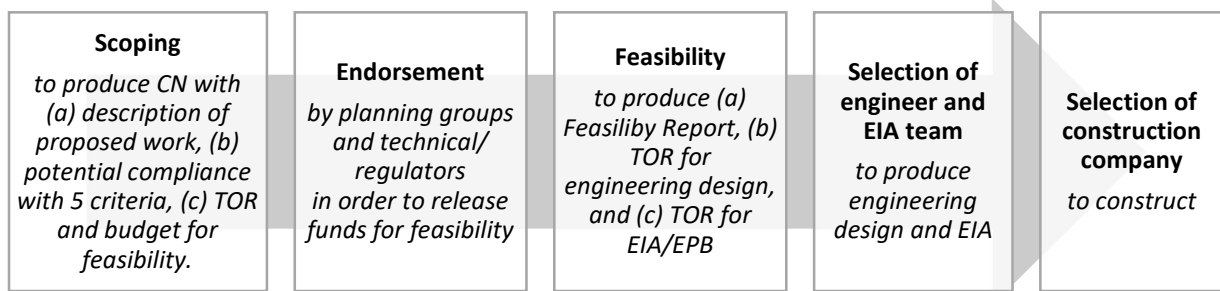 Scoping
to produce CN with
(a) description of
proposed work, (b)
potential compliance
with 5 criteria, (c) TOR
and budget for
feasibility.
Endorsement
by planning groups
and technical/
regulators
in order to release
funds for feasibility
Feasibility
to produce (a)
Feasibily Report, (b)
TOR for
engineering design,
and (c) TOR for
EIA/EPB
Selection of
engineer and
EIA team
to produce
engineering
design and EIA
Selection of
construction
company
to construct